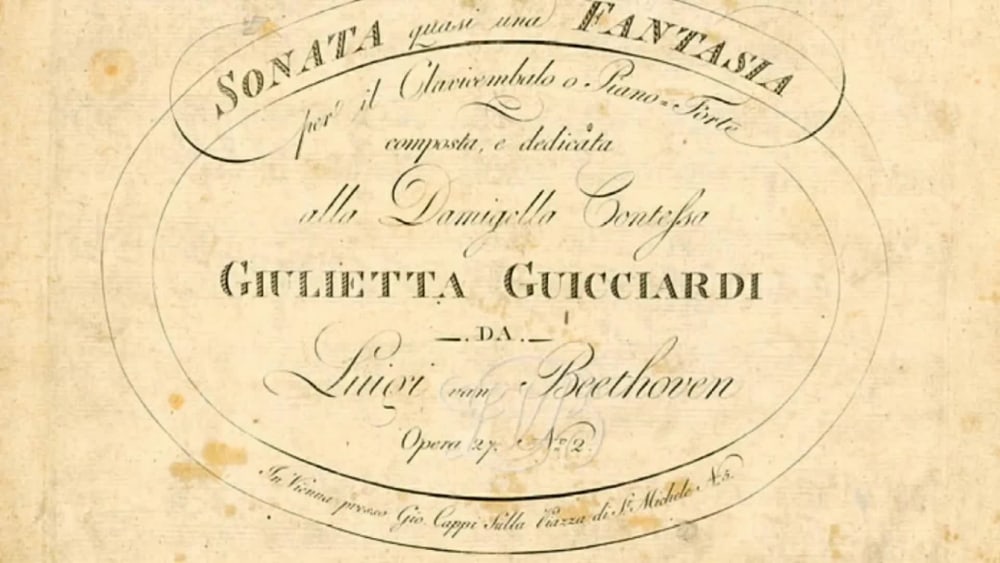 SONATA quasi una FANTASIA
per il Clavicembalo o Piano=Forte
composta, e dedicata
alla Damigella Contessa
GIULIETTA GUICCIARDI
—. DA .—
Luigi van Beethoven
Opera 27. No. 2.
In Vienna presso Gio. Cappi Sulla Piazza di St. Michele No. 5.